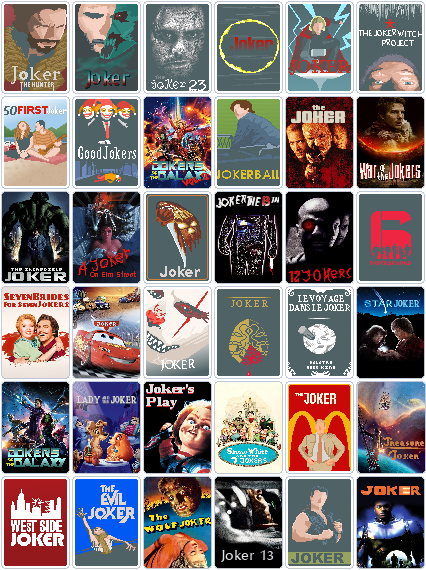 Joker
THE HUNTER
joker
Joker 23
Joker
JOKER
THE JOKERWITCH
PROJECT
50 FIRST Joker
GoodJokers
JOKERS
OF THE
GALAXY
JOKERBALL
the
JOKER
War of the Jokers
THE INCREDIBLE
JOKER
A JOKER
On Elm Street
Joker
JOKER THE 13TH
12 JOKERS
SEVEN BRIDES
FOR SEVEN JOKERS
JOKER
JOKER
JOKER
LE VOYAGE
DANS LE JOKER
STAR JOKER
JOKERS
OF THE
GALAXY
LADY AND THE JOKER
Joker's
Play
Snow White
and the
7 JOKERS
THE JOKER
Treasure
Joker
WEST SIDE
JOKER
THE
EVIL
JOKER
The
WOLF JOKER
Joker 13
JOKER
JOKER